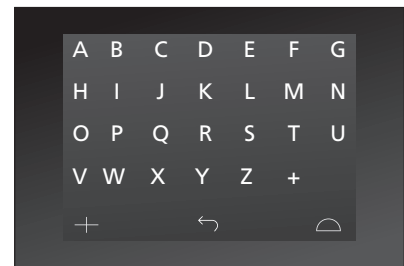 A B C D E F G
H I J K L M N
O P Q R S T U
V W X Y Z +